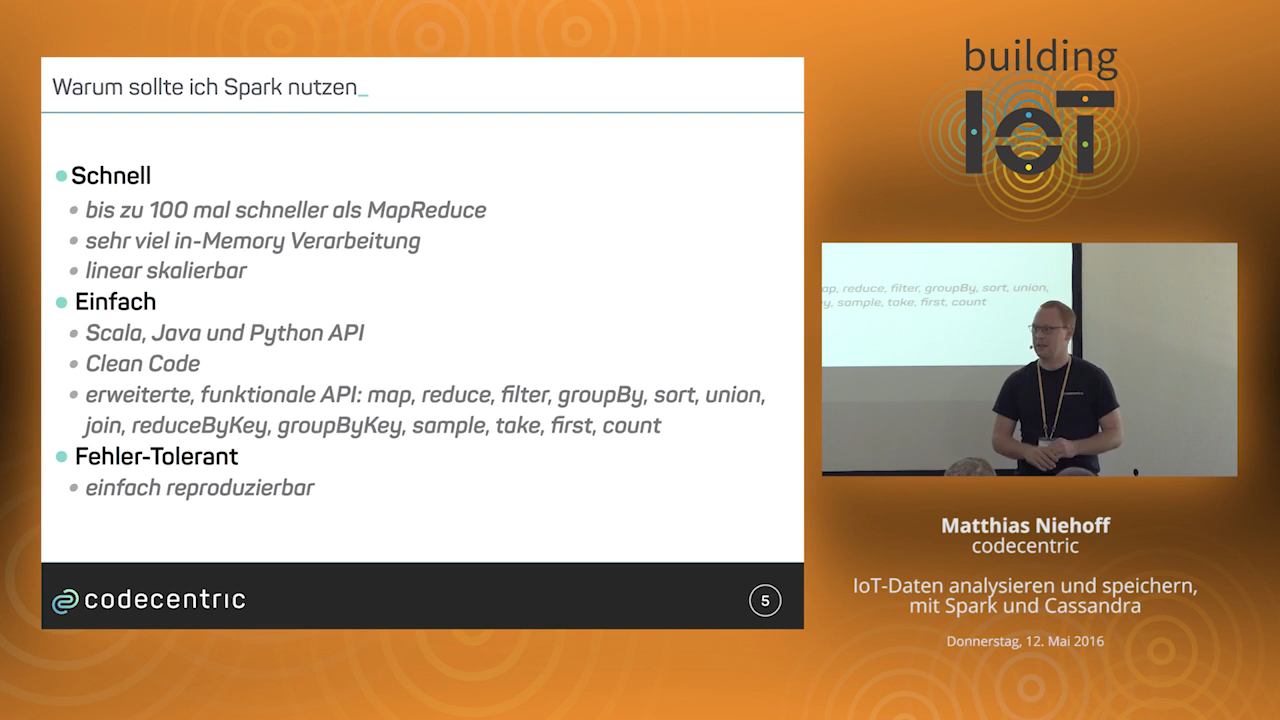 Warum sollte ich Spark nutzen_
Schnell
bis zu 100 mal schneller als MapReduce
sehr viel in-Memory Verarbeitung
linear skalierbar
Einfach
Scala, Java und Python API
Clean Code
erweiterte, funktionale API: map, reduce, filter, groupBy, sort, union,
join, reduceByKey, groupByKey, sample, take, first, count
Fehler-Tolerant
einfach reproduzierbar
codecentric
5
building
IoT
reduce, filter, groupBy, sort, union,
sample, take, first, count
Matthias Niehoff
codecentric
IoT-Daten analysieren und speichern,
mit Spark und Cassandra
Donnerstag, 12. Mai 2016